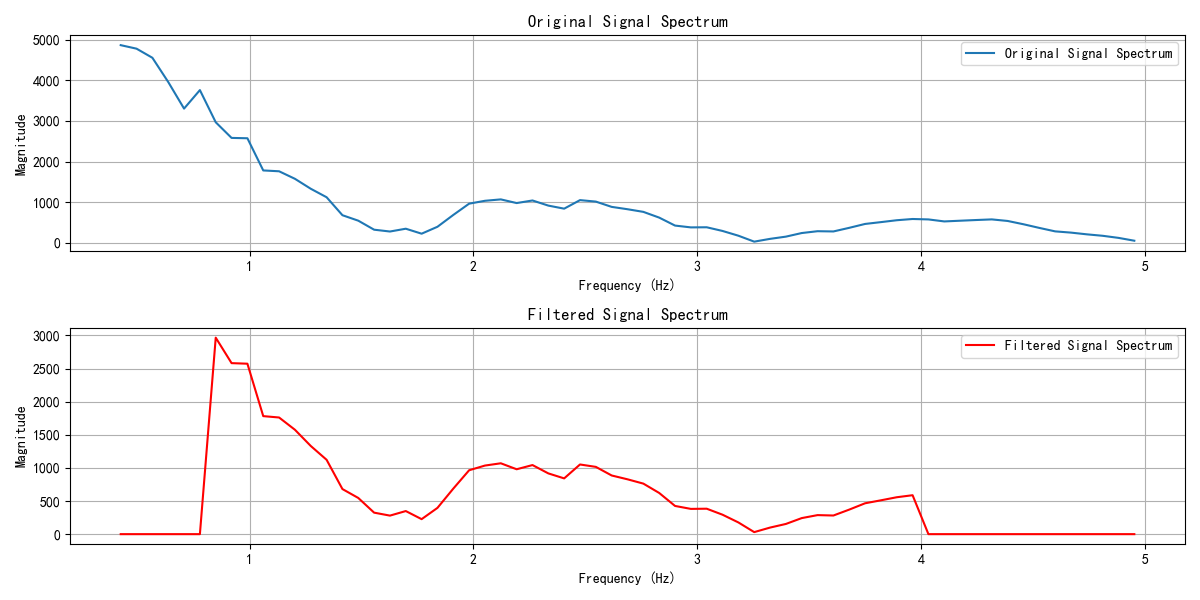 Original Signal Spectrum
5000
4000
3000
2000
1000
0
Magnitude
Original Signal Spectrum
1 2 3 4 5
Frequency (Hz)
Filtered Signal Spectrum
3000
2500
2000
1500
1000
500
0
Magnitude
Filtered Signal Spectrum
1 2 3 4 5
Frequency (Hz)